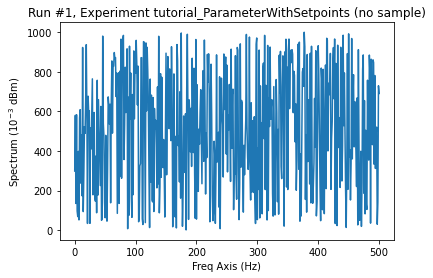 Run #1, Experiment tutorial_ParameterWithSetpoints (no sample)
1000
800
600
400
200
0
Spectrum (10⁻³ dBm)
0 100 200 300 400 500
Freq Axis (Hz)